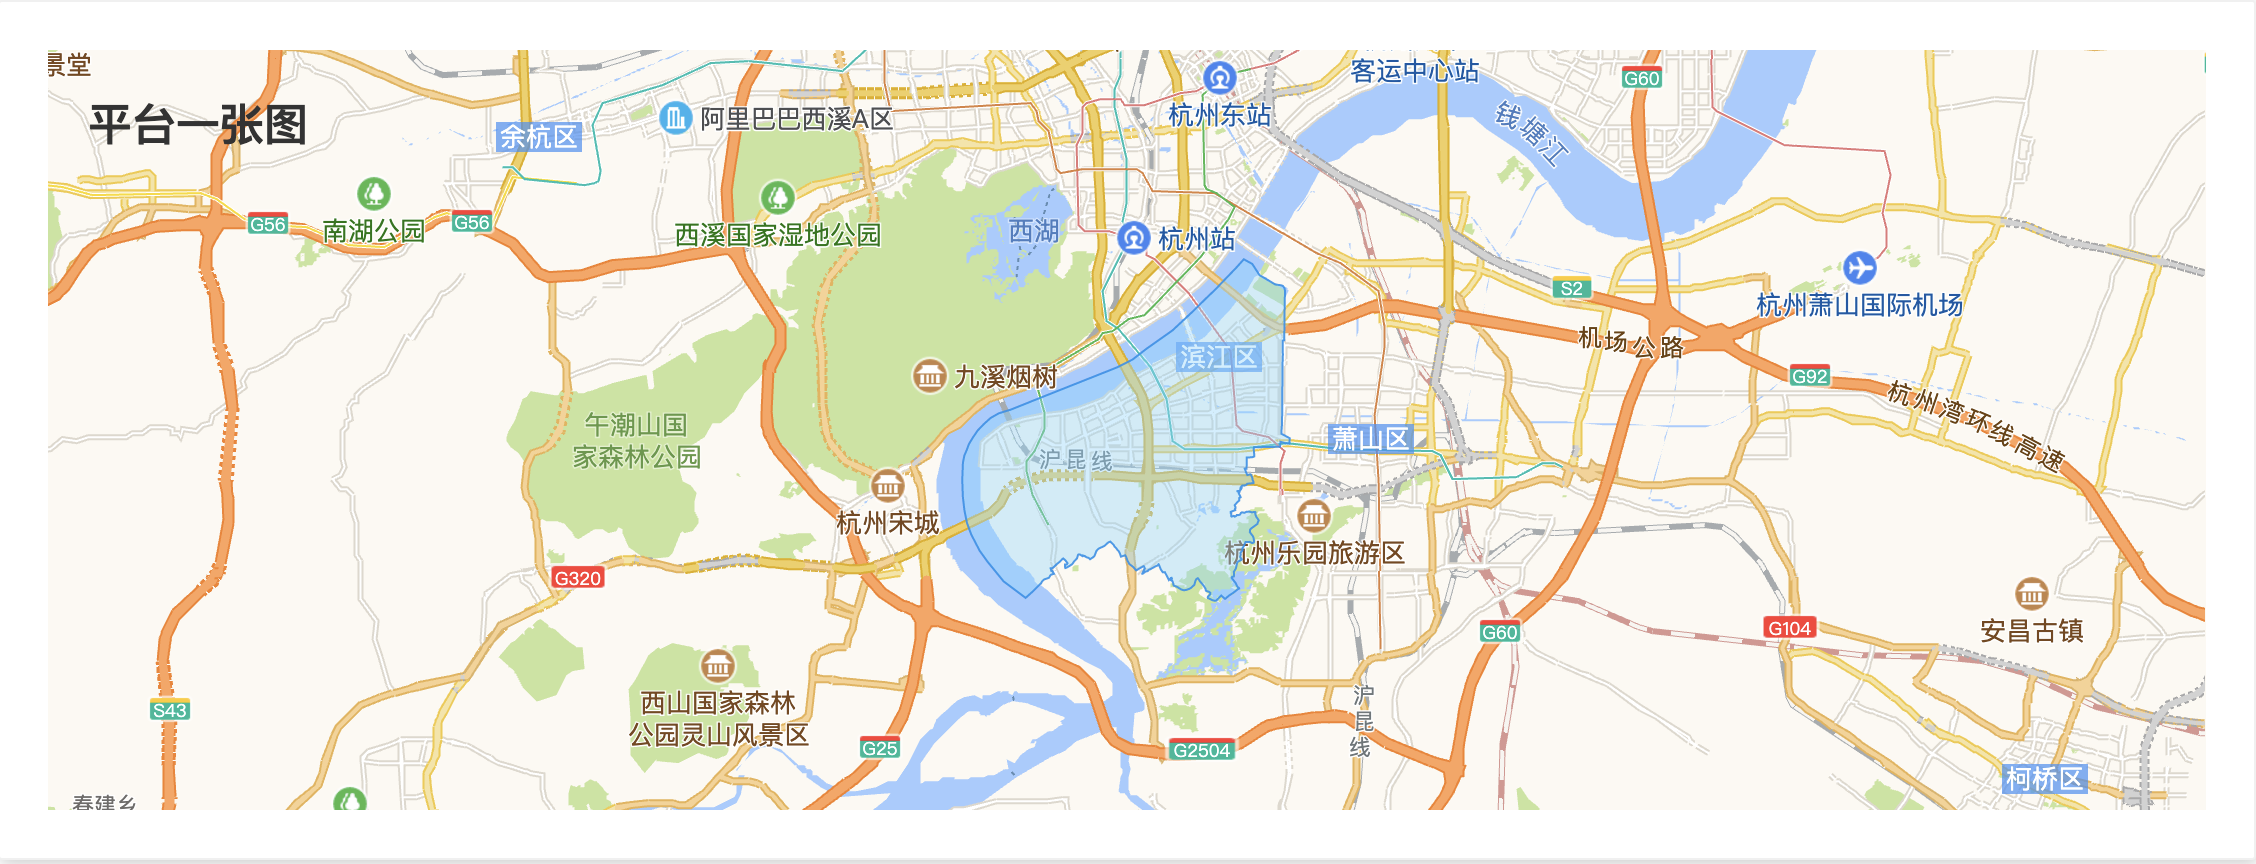 景堂
平台一张图
客运中心站
G60
杭州东站
阿里巴巴西溪A区
余杭区
钱塘江
南湖公园
G56
G56
西溪国家湿地公园
西湖
杭州站
S2
杭州萧山国际机场
机场公路
滨江区
九溪烟树
G92
杭州湾环线高速
午潮山国
家森林公园
萧山区
沪昆线
杭州宋城
杭州乐园旅游区
G320
安昌古镇
G104
G60
西山国家森林
公园灵山风景区
S43
沪昆线
G25
G2504
柯桥区
春建乡